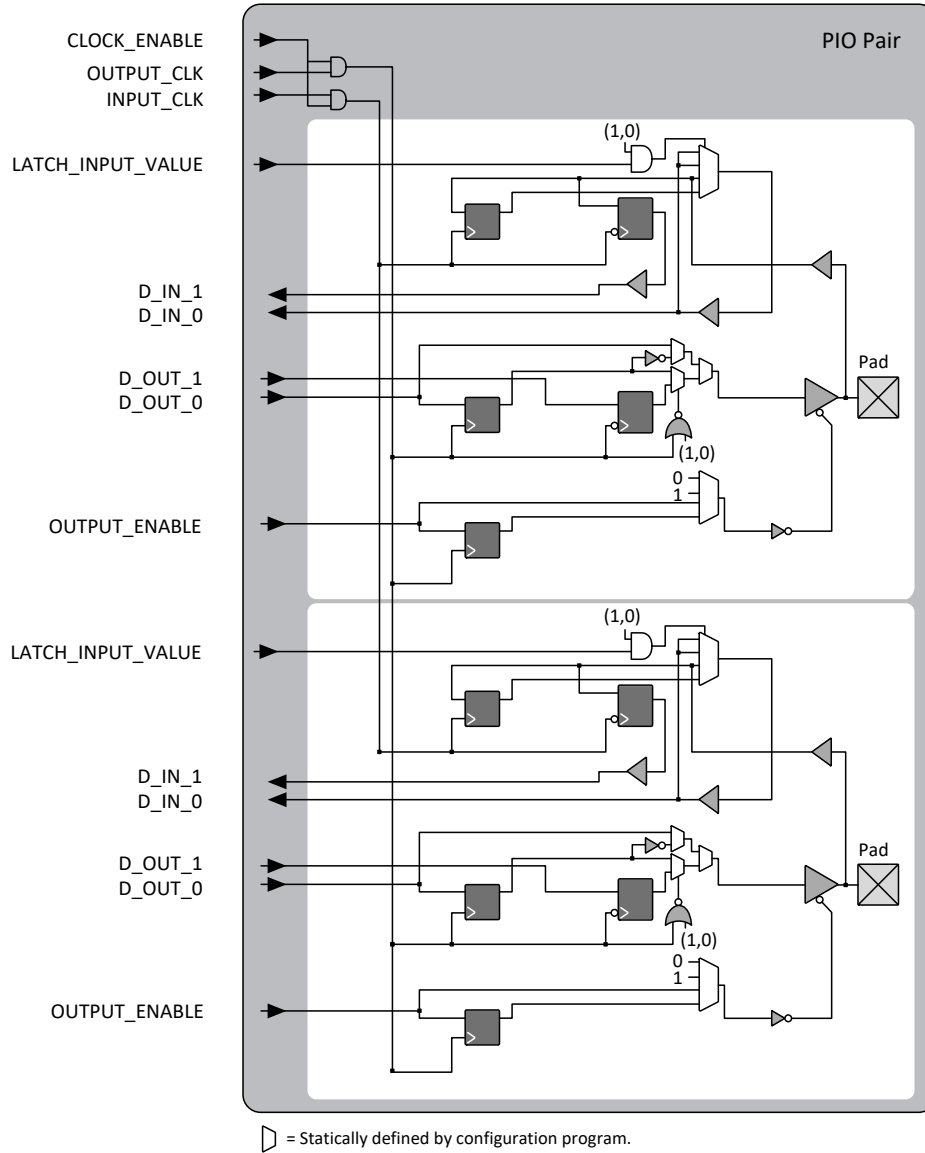 CLOCK_ENABLE
PIO Pair
OUTPUT_CLK
INPUT_CLK
(1,0)
LATCH_INPUT_VALUE
D_IN_1
D_IN_0
Pad
D_OUT_1
D_OUT_0
(1,0)
0
1
OUTPUT_ENABLE
(1,0)
LATCH_INPUT_VALUE
D_IN_1
D_IN_0
Pad
D_OUT_1
D_OUT_0
(1,0)
0
1
OUTPUT_ENABLE
= Statically defined by configuration program.